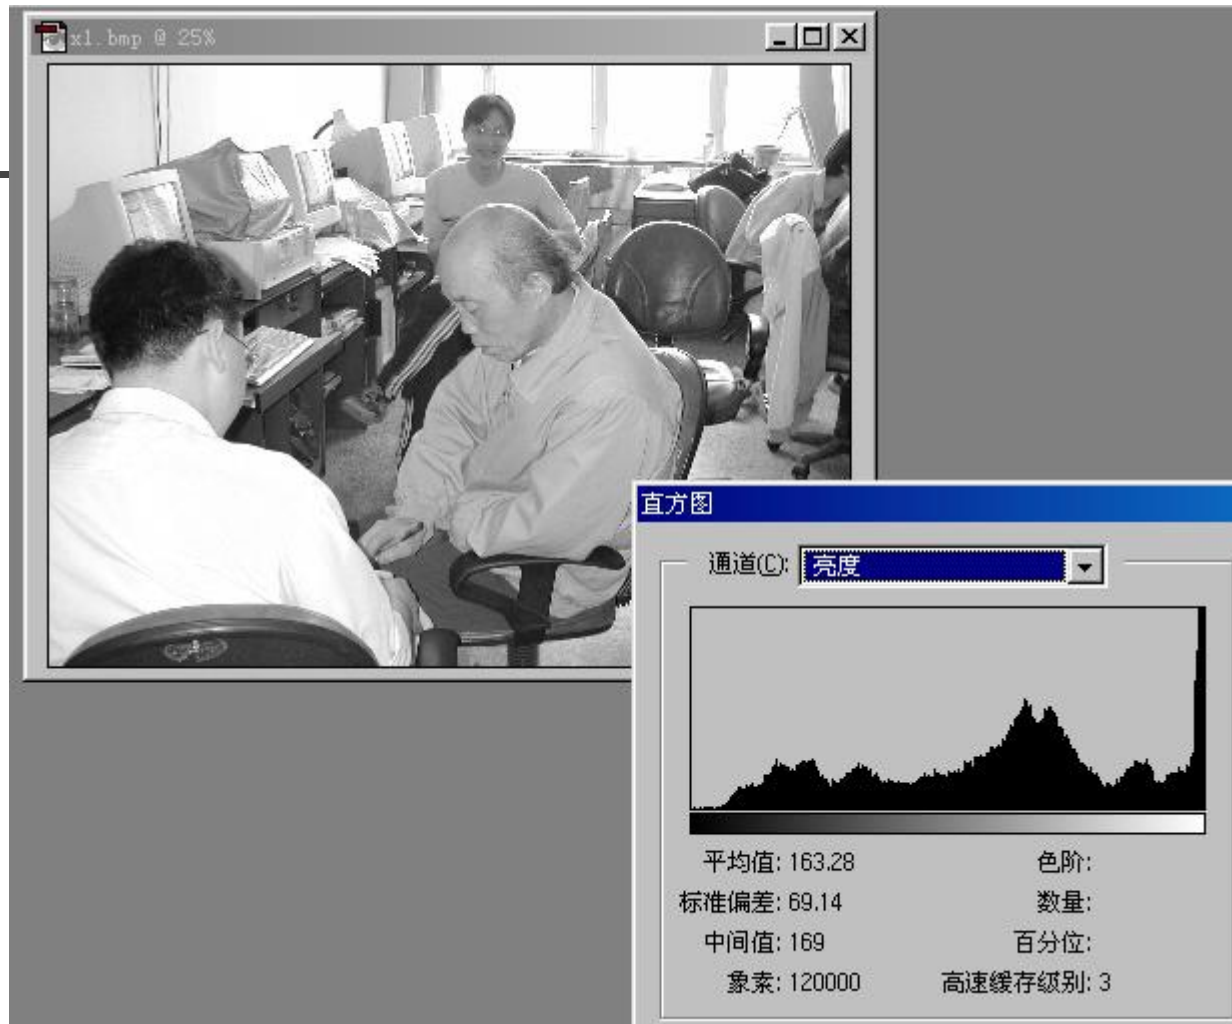 x1.bmp @ 25%
直方图
通道(C): 亮度
平均值: 163.28
色阶:
标准偏差: 69.14
数量:
中间值: 169
百分位:
象素: 120000
高速缓存级别: 3